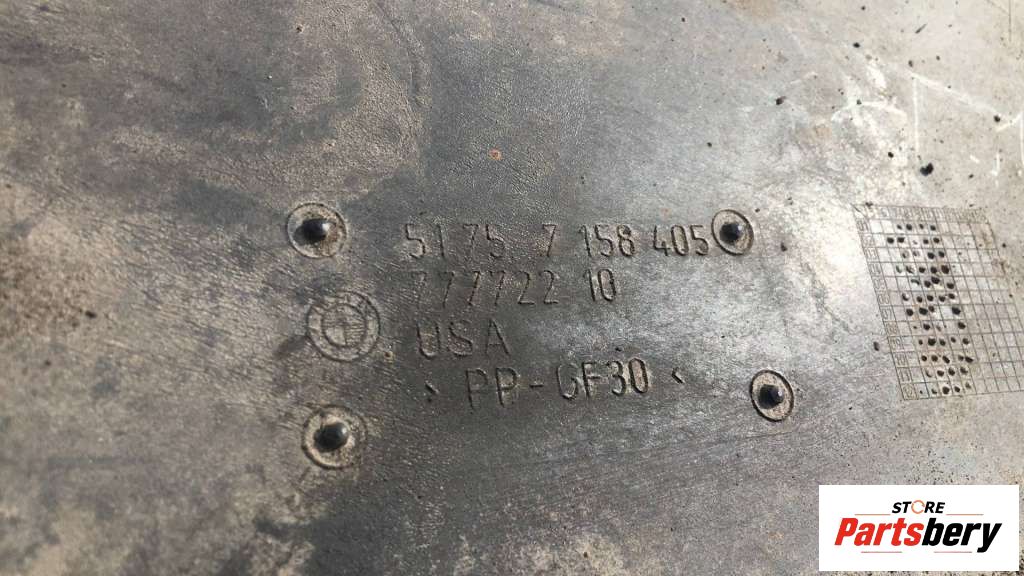 51 75. 7 158 405
777722 10
USA
> PP-GF30 <
STORE
Partsbery